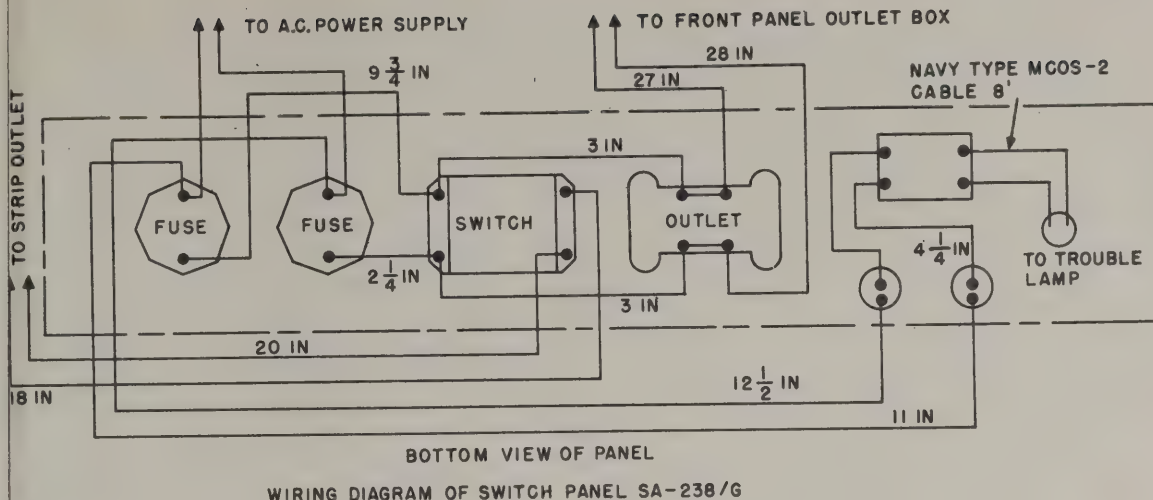 TO A.C. POWER SUPPLY
TO FRONT PANEL OUTLET BOX
9 3/4 IN
28 IN
27 IN
NAVY TYPE MCOS-2
CABLE 8'
TO STRIP OUTLET
3 IN
FUSE
FUSE
SWITCH
OUTLET
2 1/4 IN
4 1/4 IN
TO TROUBLE
LAMP
3 IN
20 IN
18 IN
12 1/2 IN
11 IN
BOTTOM VIEW OF PANEL
WIRING DIAGRAM OF SWITCH PANEL SA-238/G